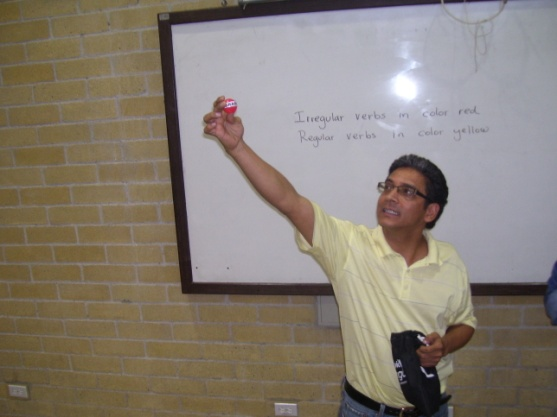 Irregular verbs in color red
Regular verbs in color yellow